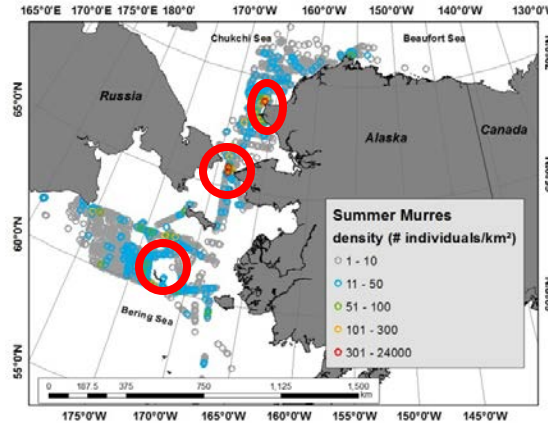 165°0'E 170°0'E 175°0'E 180°0' 170°0'W 160°0'W 150°0'W 140°0'W 130°0'W
Chukchi Sea
Beaufort Sea
Russia
65°0'N
Alaska
Canada
60°0'N
Bering Sea
55°0'N
Summer Murres
density (# individuals/km²)
1 - 10
11 - 50
51 - 100
101 - 300
301 - 24000
0 187.5 375 750 1,125 1,500
175°0'W 170°0'W 165°0'W 160°0'W 155°0'W 150°0'W 145°0'W